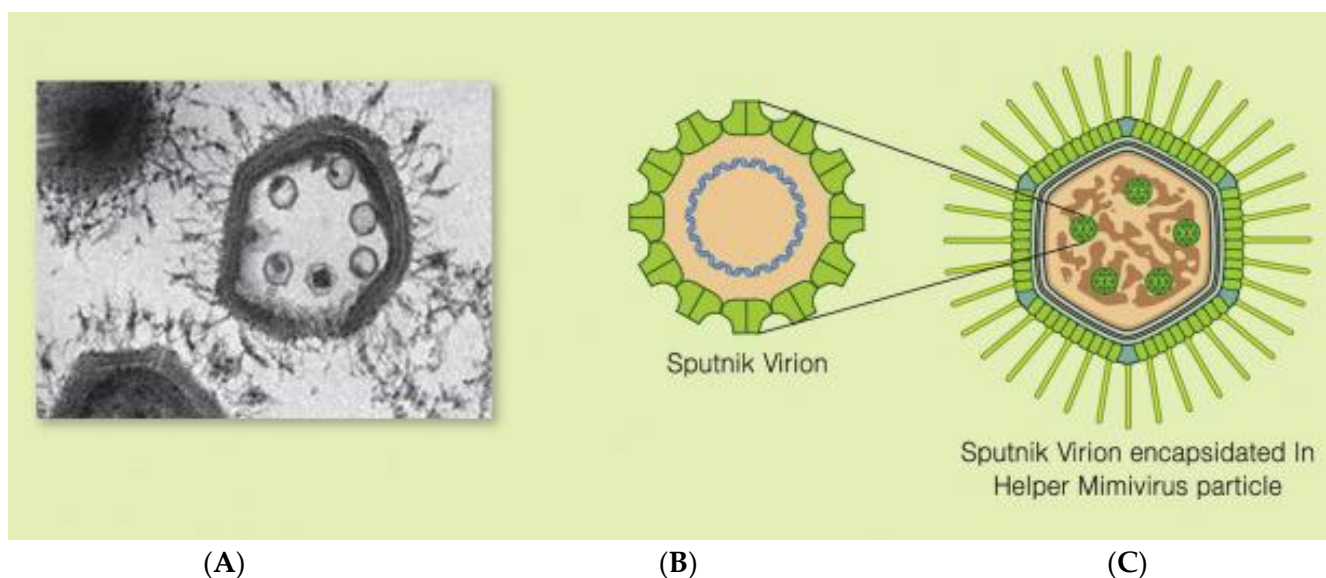 Sputnik Virion
Sputnik Virion encapsidated In
Helper Mimivirus particle
(A)
(B)
(C)